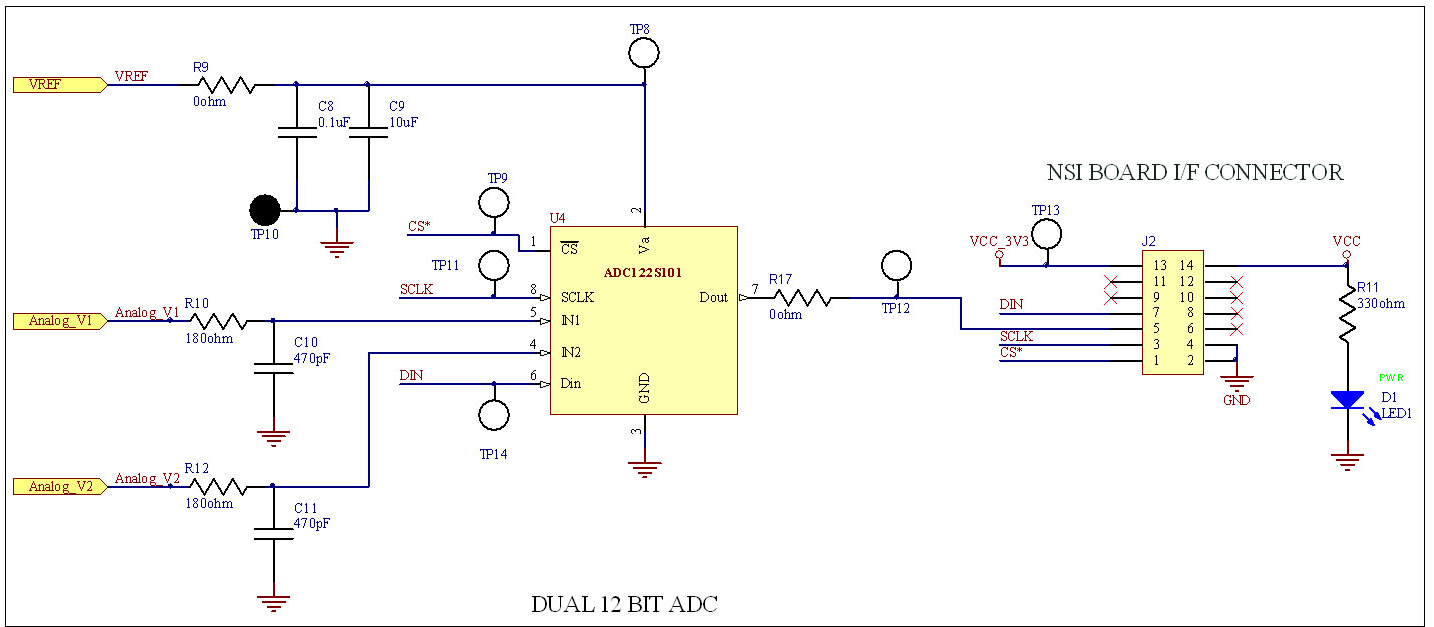 TP8
VREF
VREF
R9
0ohm
C8
0.1uF
C9
10uF
TP10
NSI BOARD I/F CONNECTOR
TP9
CS*
TP11
SCLK
U4
2
Va
1
CS
ADC122S101
8
SCLK
5
IN1
4
IN2
6
Din
Dout
7
GND
3
R17
0ohm
TP12
TP13
VCC_3V3
J2
VCC
13 14
11 12
9 10
7 8
5 6
3 4
1 2
DIN
SCLK
CS*
GND
R11
330ohm
PWR
D1
LED1
Analog_V1
Analog_V1
R10
180ohm
C10
470pF
DIN
TP14
Analog_V2
Analog_V2
R12
180ohm
C11
470pF
DUAL 12 BIT ADC